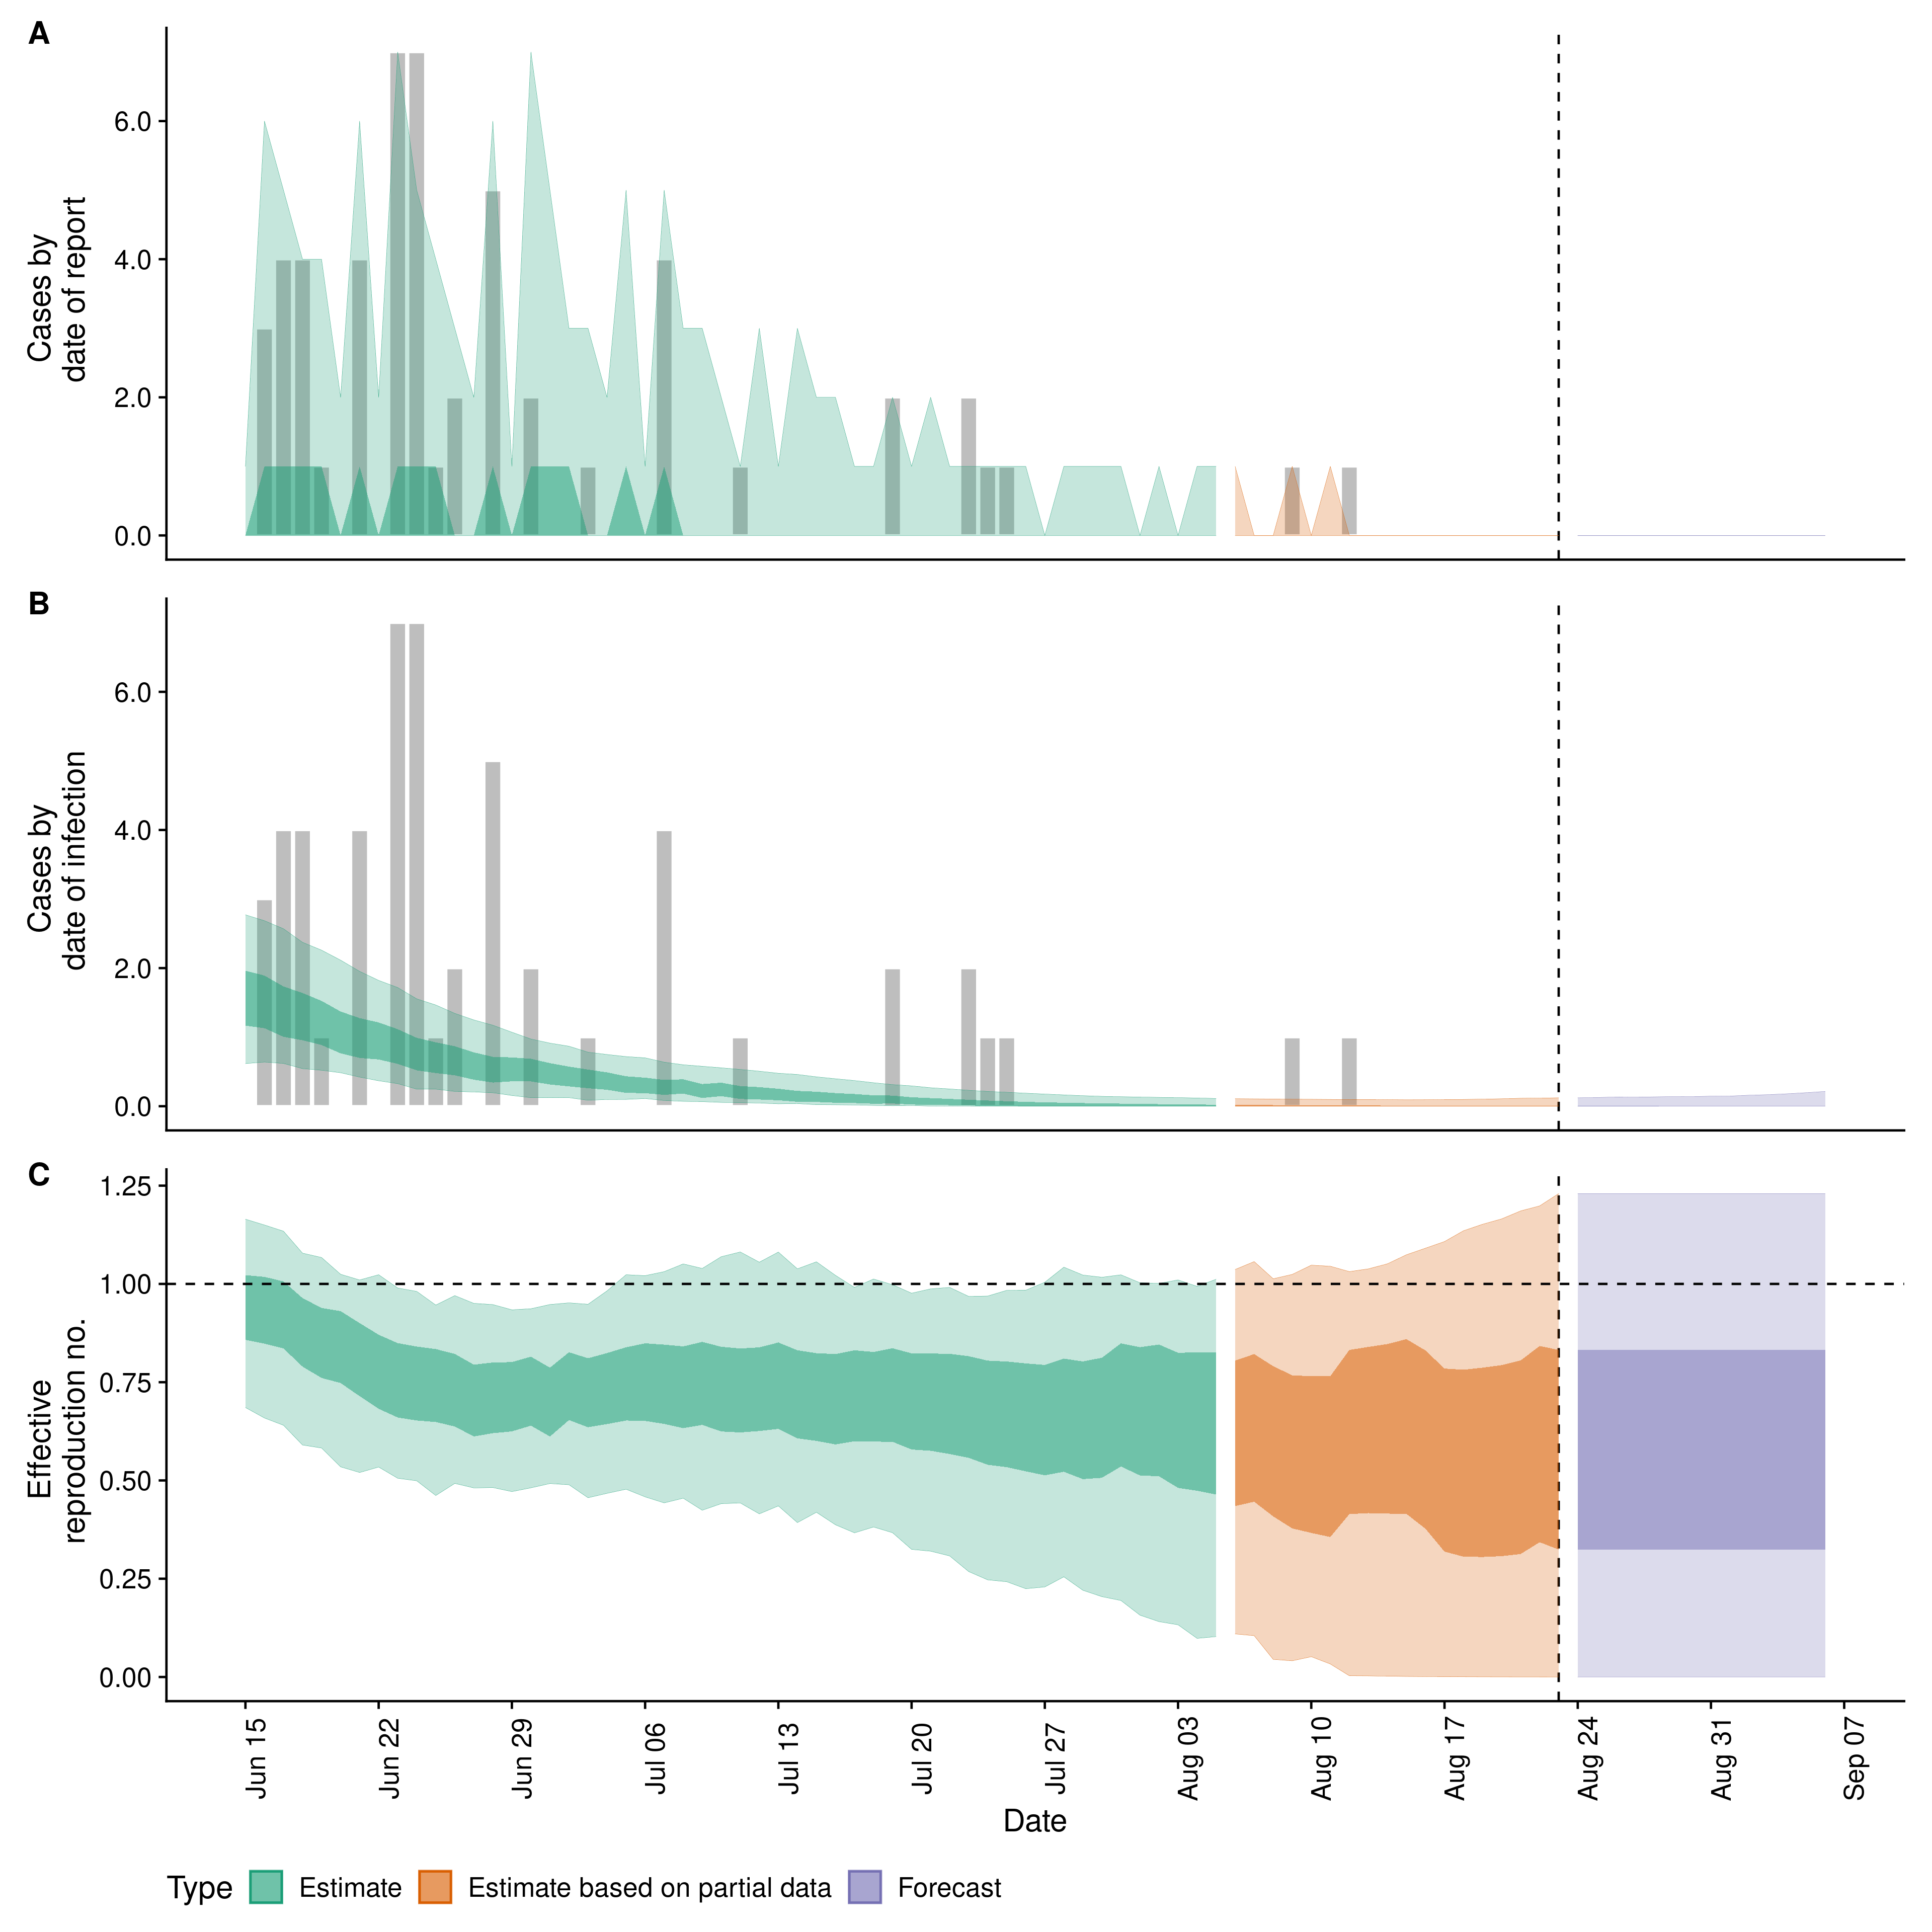 A
Cases by
date of report
6.0
4.0
2.0
0.0
B
Cases by
date of infection
6.0
4.0
2.0
0.0
C
Effective
reproduction no.
1.25
1.00
0.75
0.50
0.25
0.00
Jun 15
Jun 22
Jun 29
Jul 06
Jul 13
Jul 20
Jul 27
Aug 03
Aug 10
Aug 17
Aug 24
Aug 31
Sep 07
Date
Type Estimate Estimate based on partial data Forecast